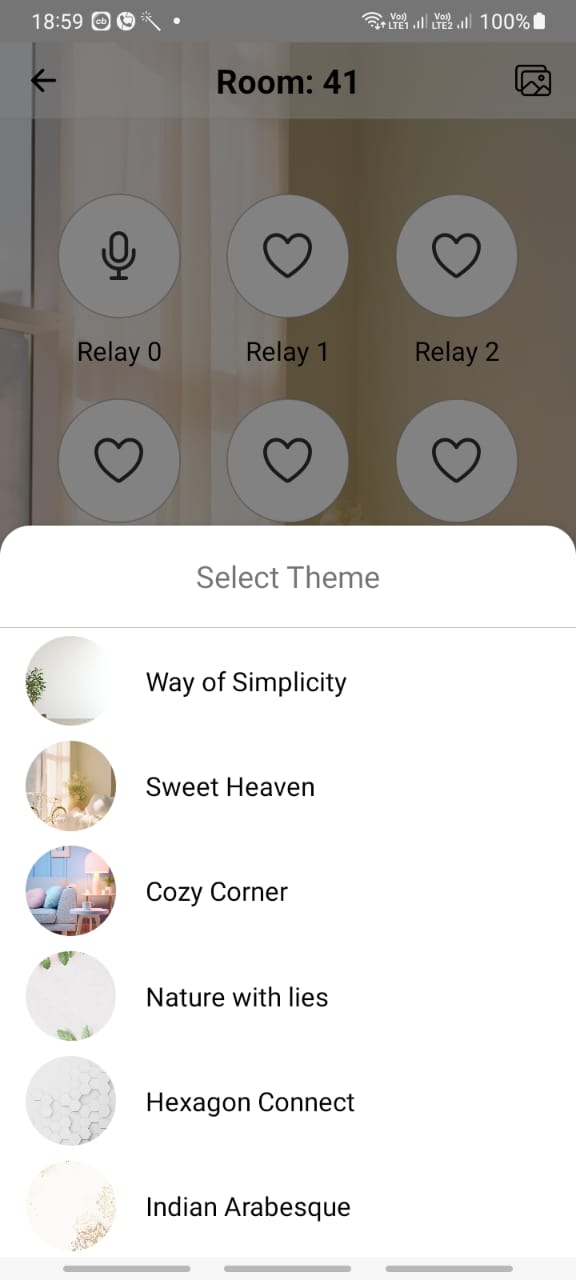 18:59 cb Vo) LTE1 Vo) LTE2 100%
Room: 41
Relay 0 Relay 1 Relay 2
Select Theme
Way of Simplicity
Sweet Heaven
Cozy Corner
Nature with lies
Hexagon Connect
Indian Arabesque